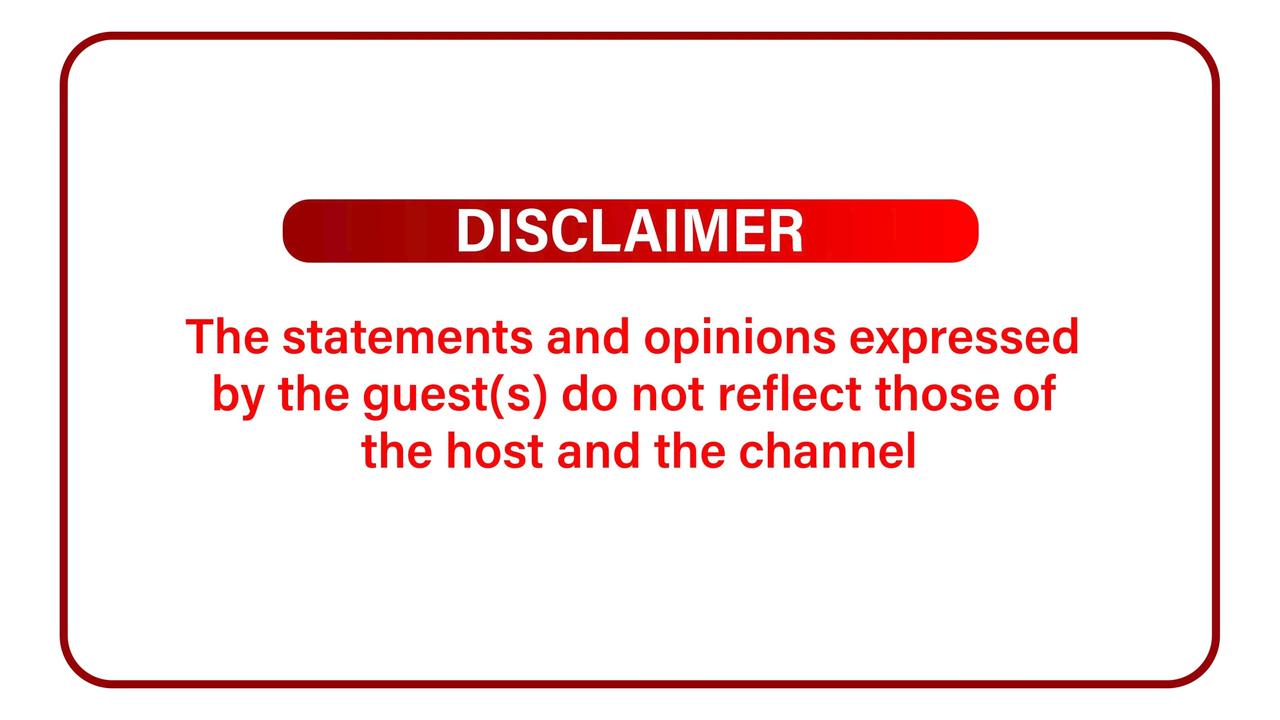 DISCLAIMER
The statements and opinions expressed
by the guest(s) do not reflect those of
the host and the channel